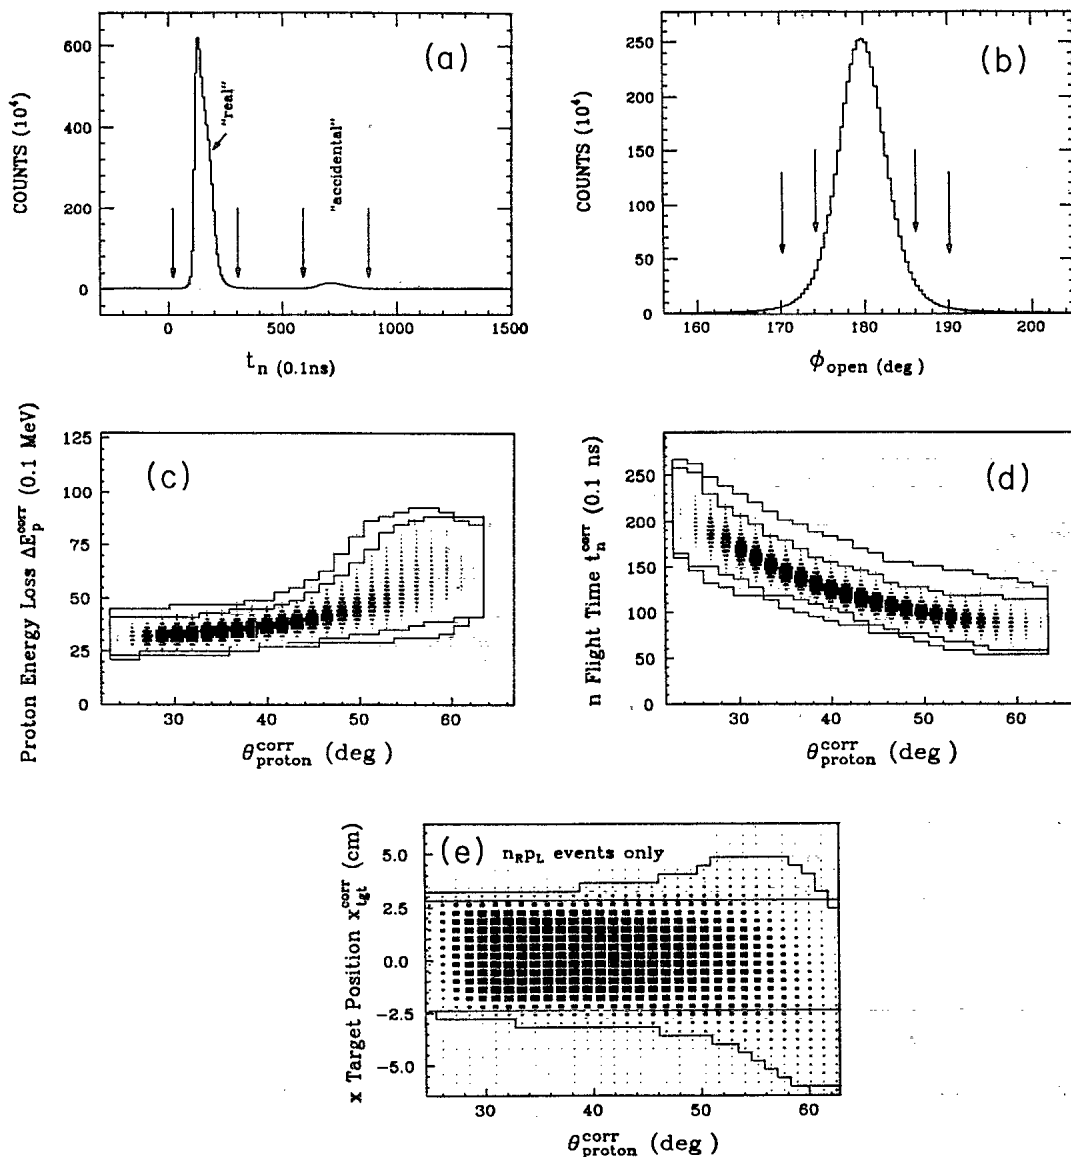 (a)
COUNTS (10⁴)
600
400
200
0
"real"
"accidental"
0
500
1000
1500
t_n (0.1ns)
(b)
COUNTS (10⁴)
250
200
150
100
50
0
160
170
180
190
200
ϕ_open (deg)
(c)
Proton Energy Loss ΔE_p^corr (0.1 MeV)
125
100
75
50
25
0
30
40
50
60
θ_proton^corr (deg)
(d)
n Flight Time t_n^corr (0.1 ns)
250
200
150
100
50
0
30
40
50
60
θ_proton^corr (deg)
(e) n_Rp_L events only
x Target Position x_tgt^corr (cm)
5.0
2.5
0.0
−2.5
−5.0
30
40
50
60
θ_proton^corr (deg)